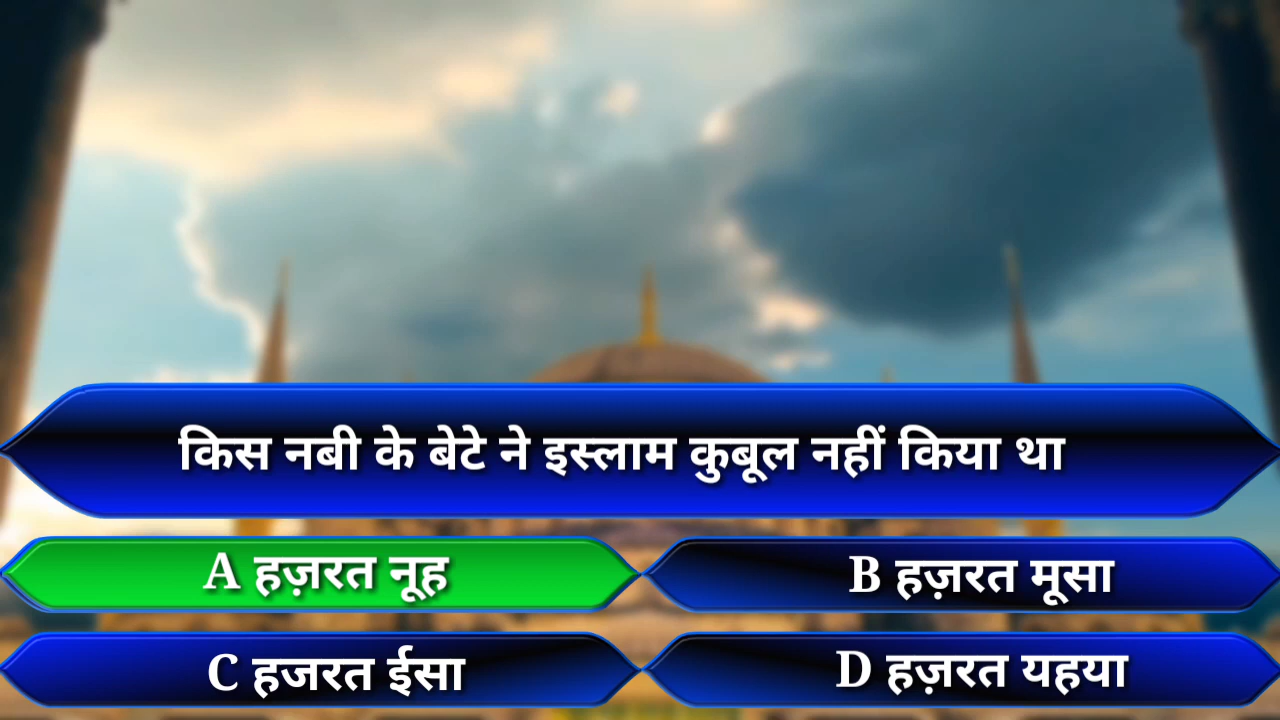 किस नबी के बेटे ने इस्लाम कुबूल नहीं किया था
A हज़रत नूह
B हज़रत मूसा
C हजरत ईसा
D हज़रत यहया